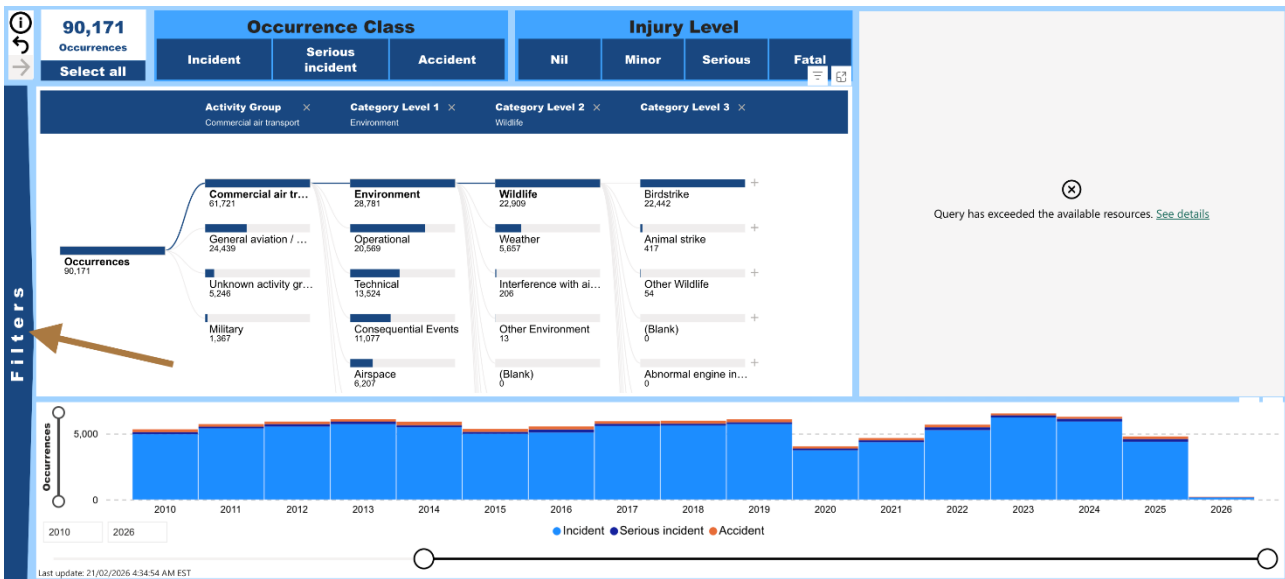 90,171
Occurrences
Select all
Occurrence Class
Incident
Serious
incident
Accident
Injury Level
Nil
Minor
Serious
Fatal
Filters
Activity Group
Commercial air transport
Category Level 1
Environment
Category Level 2
Wildlife
Category Level 3
Occurrences
90,171
Commercial air tr...
61,721
General aviation / ...
24,439
Unknown activity gr...
5,246
Military
1,367
Environment
28,781
Operational
20,569
Technical
13,524
Consequential Events
11,077
Airspace
6,207
Wildlife
22,909
Weather
5,657
Interference with ai...
206
Other Environment
13
(Blank)
0
Birdstrike
22,442
Animal strike
417
Other Wildlife
54
(Blank)
0
Abnormal engine in...
0
Query has exceeded the available resources. See details
Occurrences
5,000
0
2010 2011 2012 2013 2014 2015 2016 2017 2018 2019 2020 2021 2022 2023 2024 2025 2026
2010 2026
Incident Serious incident Accident
Last update: 21/02/2026 4:34:54 AM EST